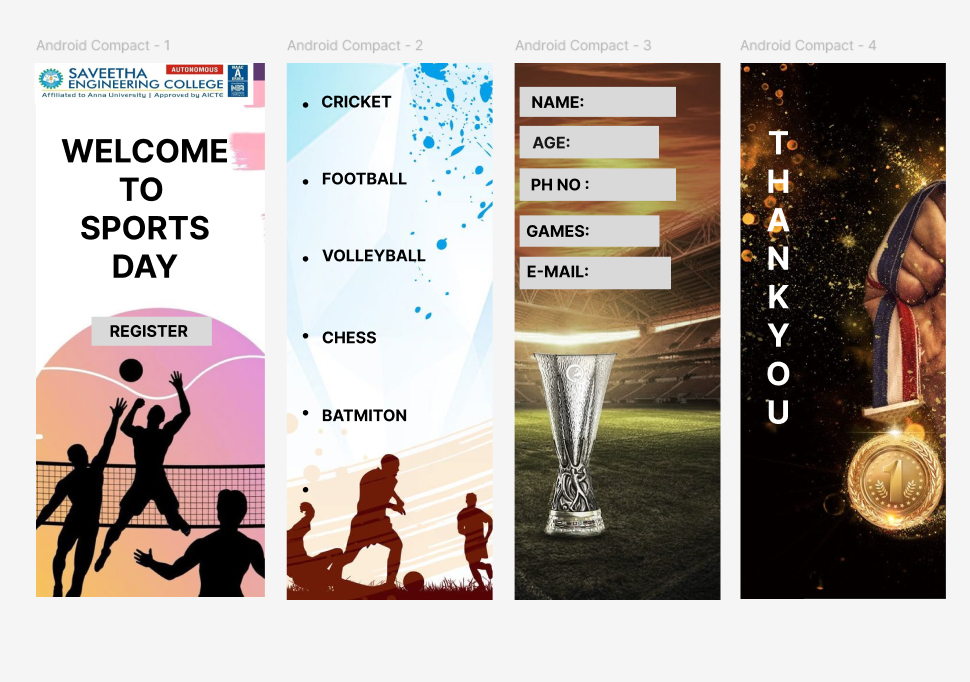 Android Compact - 1
SAVEETHA
AUTONOMOUS
ENGINEERING COLLEGE
Affiliated to Anna University | Approved by AICTE
WELCOME
TO
SPORTS
DAY
REGISTER
Android Compact - 2
• CRICKET
• FOOTBALL
• VOLLEYBALL
• CHESS
• BATMITON
•
Android Compact - 3
NAME:
AGE:
PH NO :
GAMES:
E-MAIL:
Android Compact - 4
T
H
A
N
K
Y
O
U
1